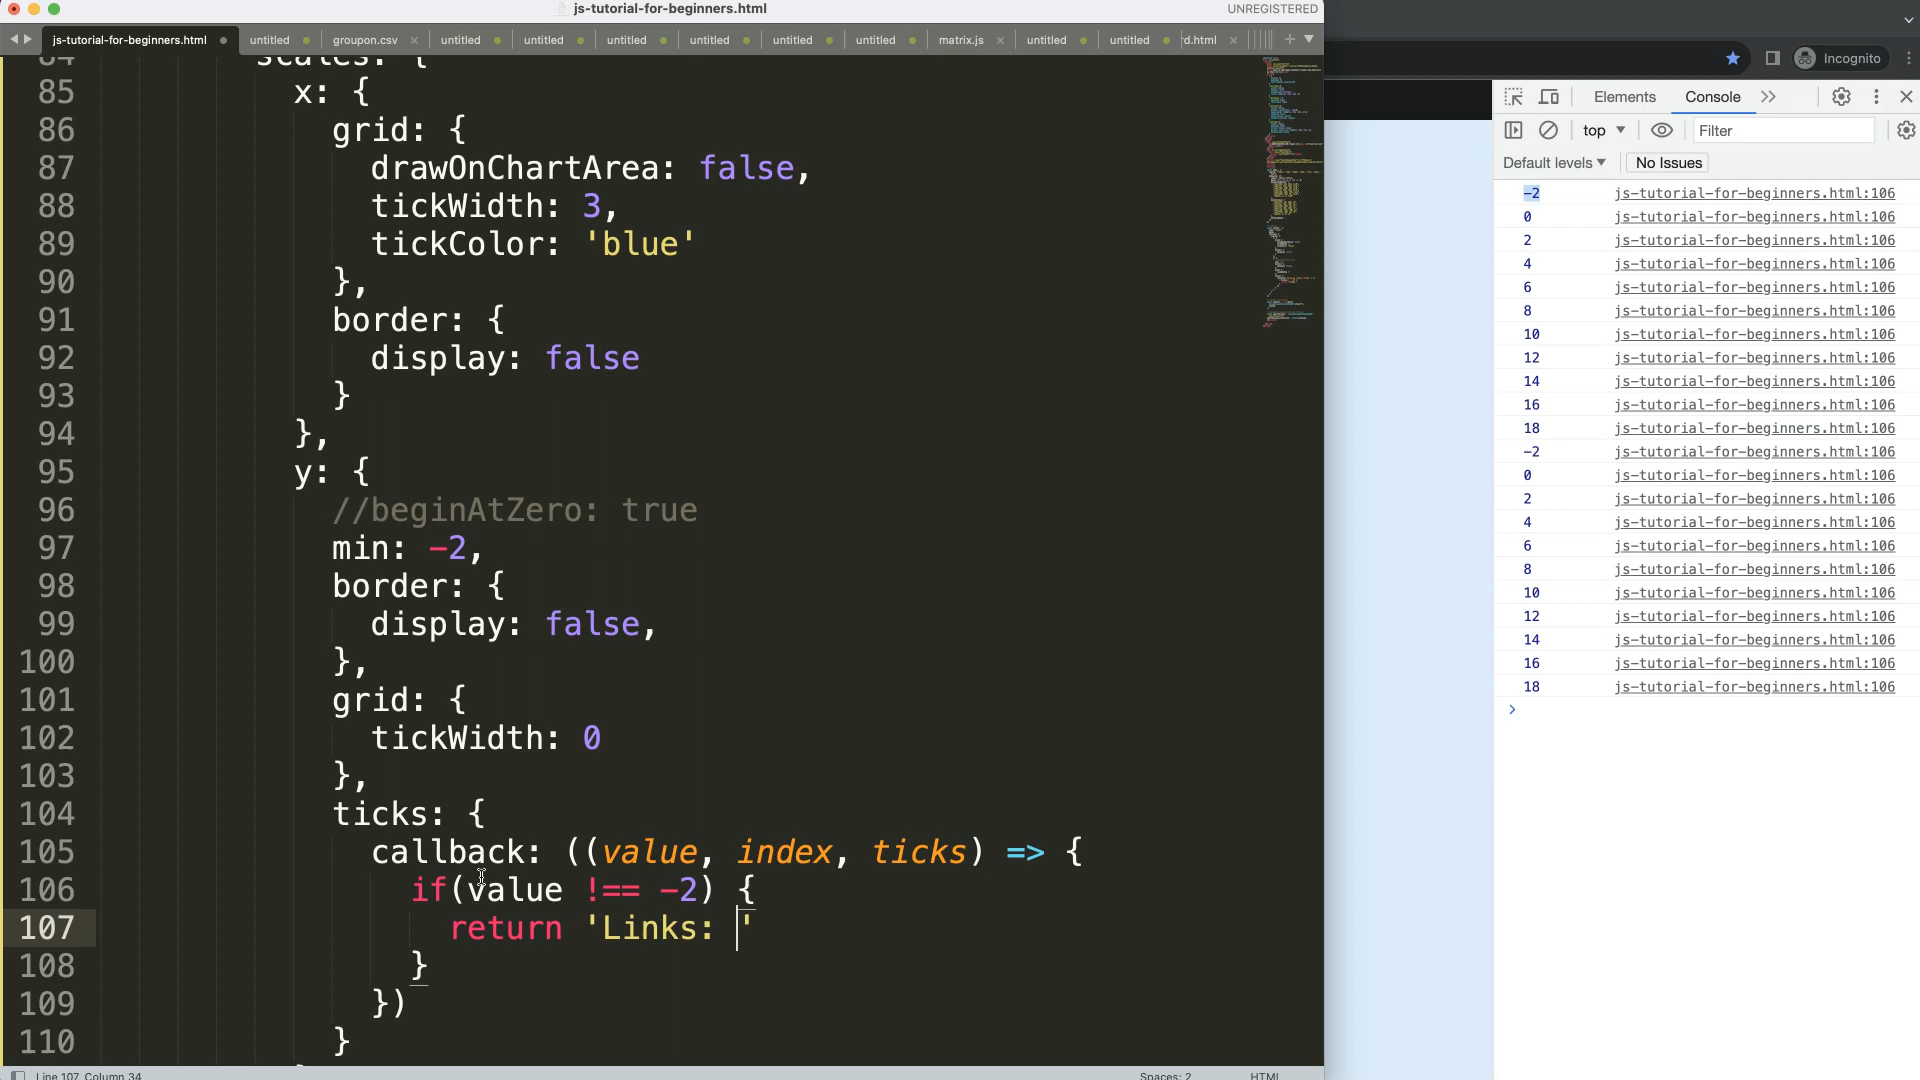 js-tutorial-for-beginners.html
UNREGISTERED
js-tutorial-for-beginners.html untitled groupon.csv untitled untitled untitled untitled untitled untitled matrix.js untitled untitled rd.html
84 scales: {
85 x: {
86 grid: {
87 drawOnChartArea: false,
88 tickWidth: 3,
89 tickColor: 'blue'
90 },
91 border: {
92 display: false
93 }
94 },
95 y: {
96 //beginAtZero: true
97 min: -2,
98 border: {
99 display: false,
100 },
101 grid: {
102 tickWidth: 0
103 },
104 ticks: {
105 callback: ((value, index, ticks) => {
106 if(value !== -2) {
107 return 'Links: '
108 }
109 })
110 }
Line 107, Column 34
Spaces: 2
HTML
Incognito
Elements Console
top Filter
Default levels No Issues
-2 js-tutorial-for-beginners.html:106
0 js-tutorial-for-beginners.html:106
2 js-tutorial-for-beginners.html:106
4 js-tutorial-for-beginners.html:106
6 js-tutorial-for-beginners.html:106
8 js-tutorial-for-beginners.html:106
10 js-tutorial-for-beginners.html:106
12 js-tutorial-for-beginners.html:106
14 js-tutorial-for-beginners.html:106
16 js-tutorial-for-beginners.html:106
18 js-tutorial-for-beginners.html:106
-2 js-tutorial-for-beginners.html:106
0 js-tutorial-for-beginners.html:106
2 js-tutorial-for-beginners.html:106
4 js-tutorial-for-beginners.html:106
6 js-tutorial-for-beginners.html:106
8 js-tutorial-for-beginners.html:106
10 js-tutorial-for-beginners.html:106
12 js-tutorial-for-beginners.html:106
14 js-tutorial-for-beginners.html:106
16 js-tutorial-for-beginners.html:106
18 js-tutorial-for-beginners.html:106